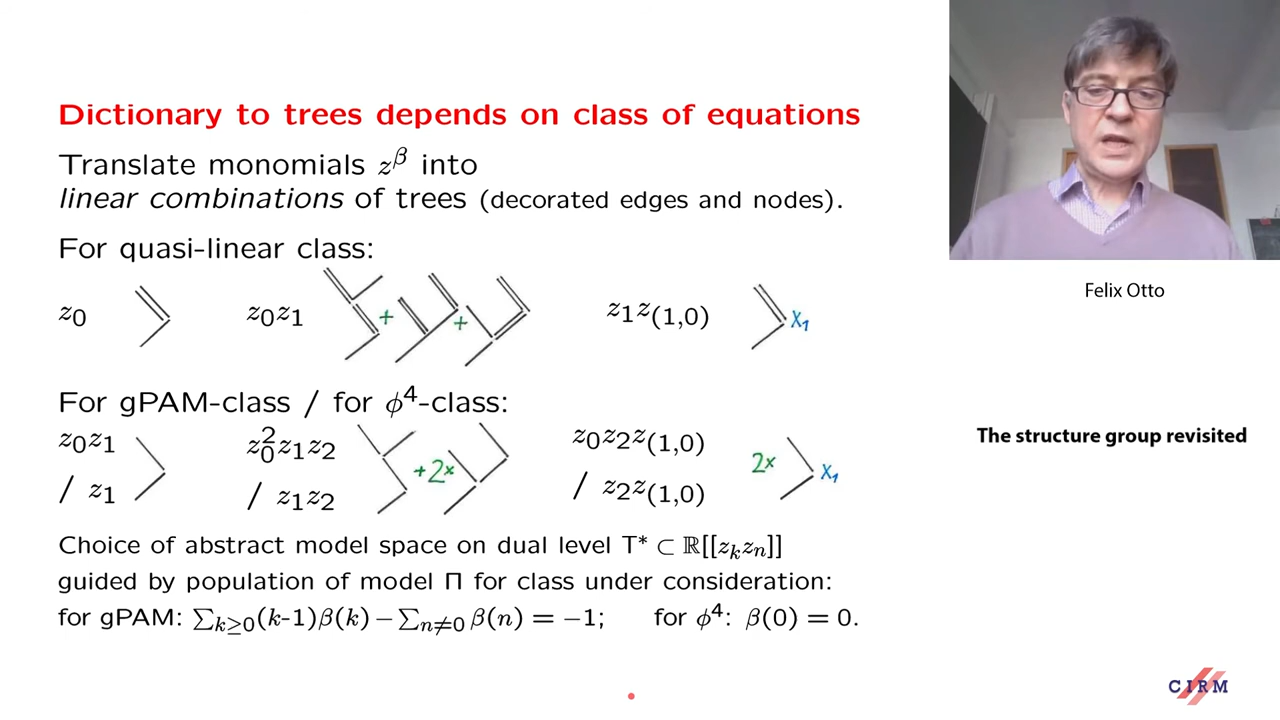 Dictionary to trees depends on class of equations
Translate monomials z^β into
linear combinations of trees (decorated edges and nodes).
For quasi-linear class:
z₀ z₀z₁ + + z₁z₍₁,₀₎ x₁
For gPAM-class / for ϕ⁴-class:
z₀z₁ z₀²z₁z₂ +2x z₀z₂z₍₁,₀₎ 2x x₁
/ z₁ / z₁z₂ / z₂z₍₁,₀₎
Choice of abstract model space on dual level T* ⊂ ℝ[[z_k z_n]]
guided by population of model Π for class under consideration:
for gPAM: ∑_{k≥0}(k-1)β(k) − ∑_{n≠0} β(n) = −1; for ϕ⁴: β(0) = 0.
Felix Otto
The structure group revisited
CIRM